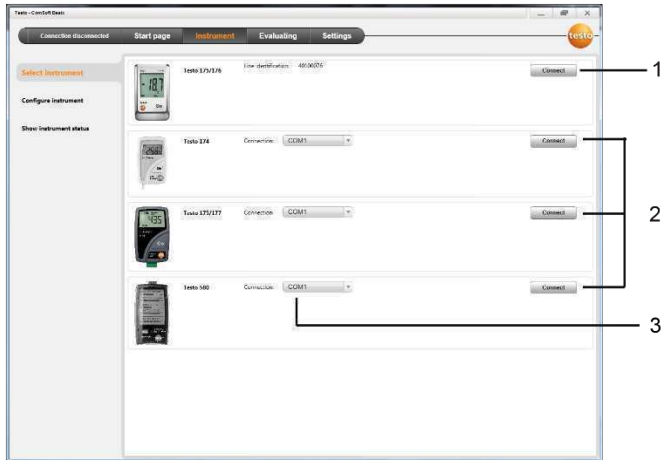 Testo - ComSoft Basic
Connection disconnected Start page Instrument Evaluating Settings testo
Select instrument
Configure instrument
Show instrument status
Testo 175/176 Connect 1
Testo 174 Connection: COM1 Connect
Testo 175/177 Connection: COM1 Connect 2
435
Testo 580 Connection: COM1 Connect
3